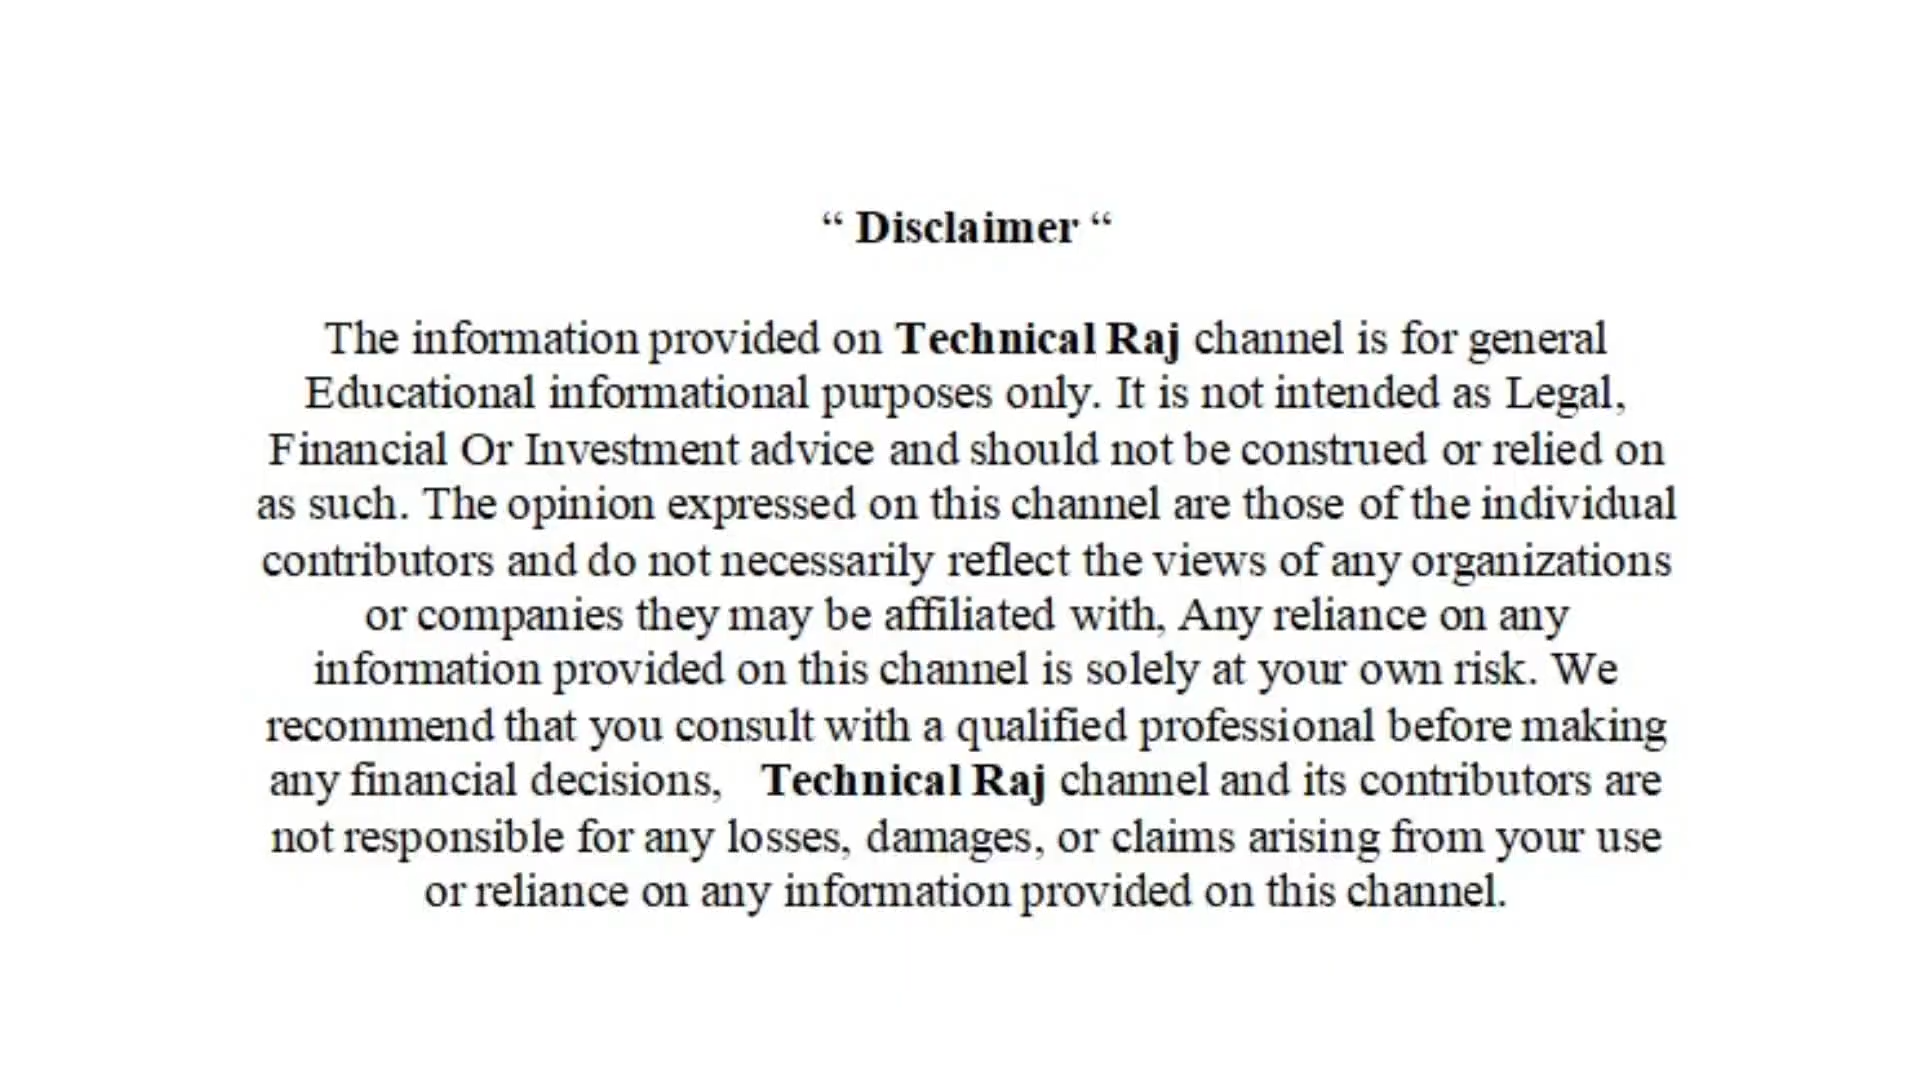 “ Disclaimer “
The information provided on Technical Raj channel is for general
Educational informational purposes only. It is not intended as Legal,
Financial Or Investment advice and should not be construed or relied on
as such. The opinion expressed on this channel are those of the individual
contributors and do not necessarily reflect the views of any organizations
or companies they may be affiliated with, Any reliance on any
information provided on this channel is solely at your own risk. We
recommend that you consult with a qualified professional before making
any financial decisions, Technical Raj channel and its contributors are
not responsible for any losses, damages, or claims arising from your use
or reliance on any information provided on this channel.